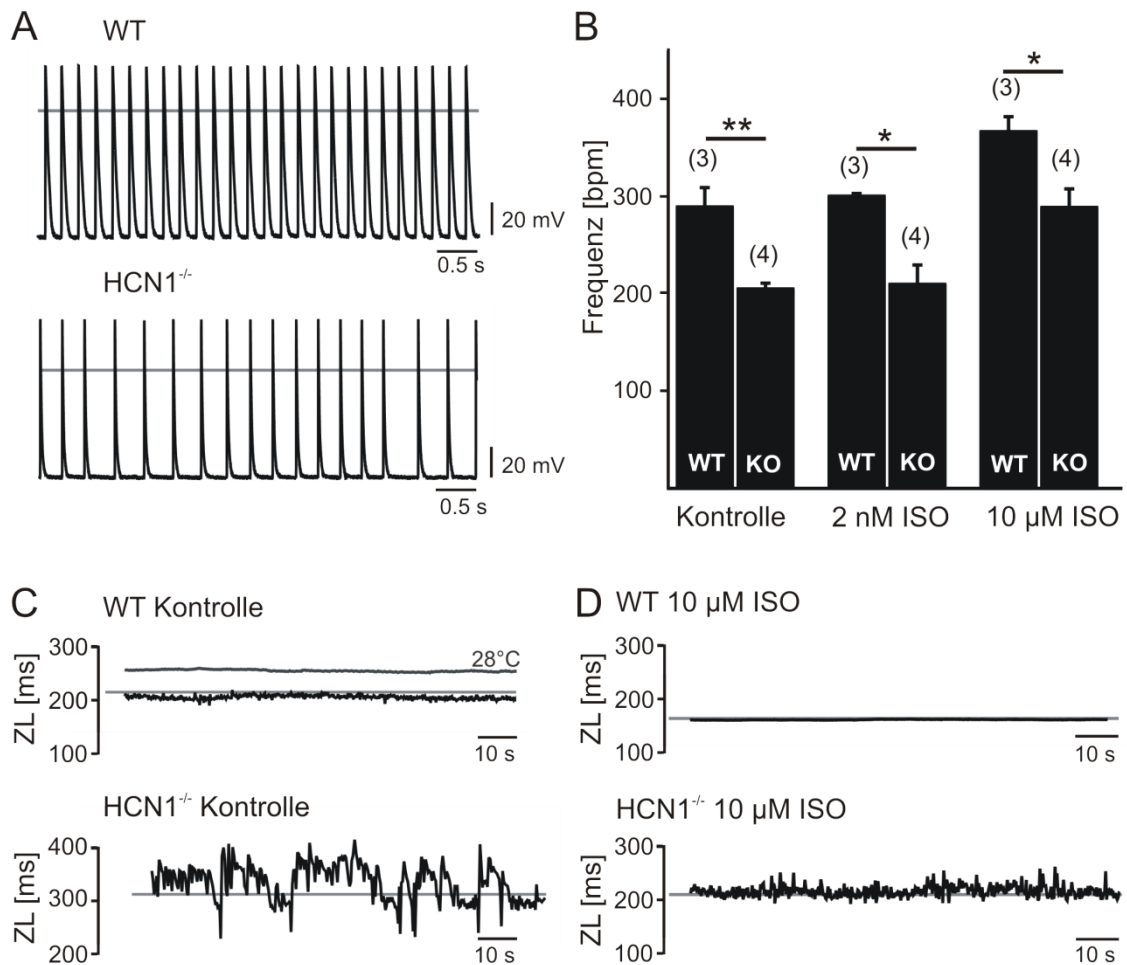 A
WT
20 mV
0.5 s
HCN1-/-
20 mV
0.5 s
B
Frequenz [bpm]
400
300
200
100
(3)
**
(4)
(3)
*
(4)
(3)
*
(4)
WT KO WT KO WT KO
Kontrolle 2 nM ISO 10 µM ISO
C
WT Kontrolle
ZL [ms]
300
200
100
28°C
10 s
HCN1-/- Kontrolle
ZL [ms]
400
300
200
10 s
D
WT 10 µM ISO
ZL [ms]
300
200
100
10 s
HCN1-/- 10 µM ISO
ZL [ms]
300
200
100
10 s